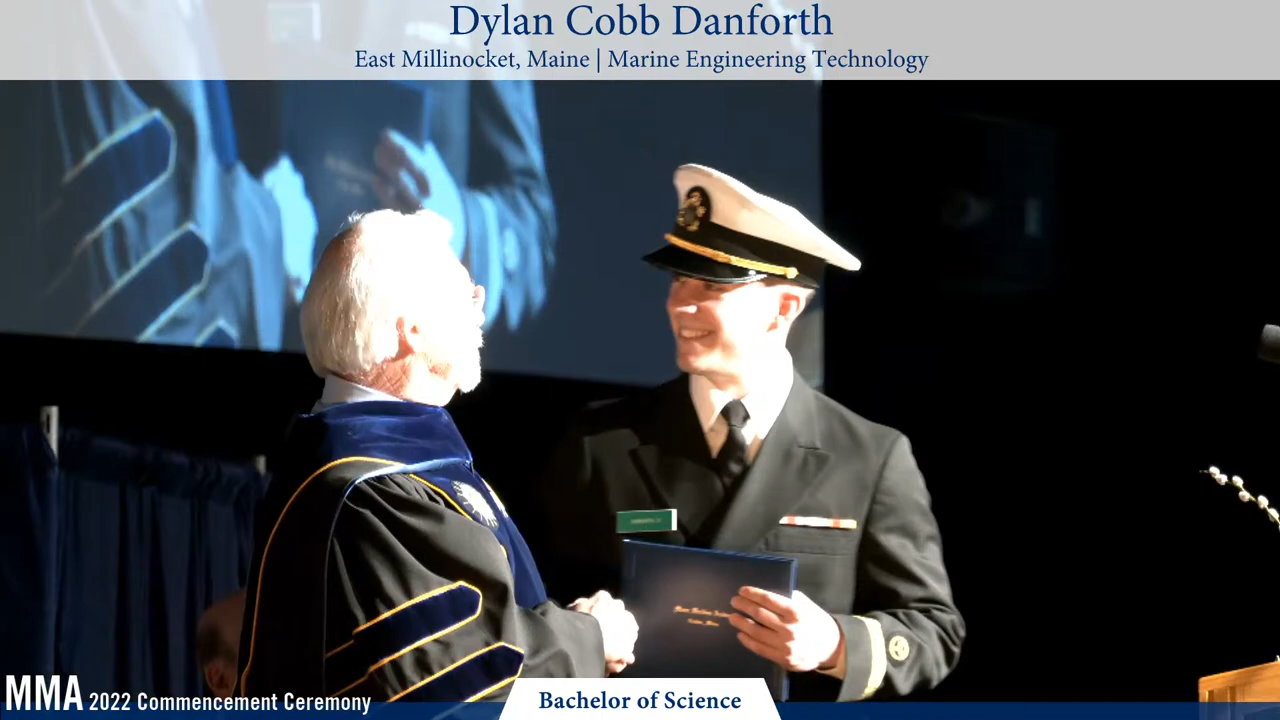 Dylan Cobb Danforth
East Millinocket, Maine | Marine Engineering Technology
MMA 2022 Commencement Ceremony
Bachelor of Science